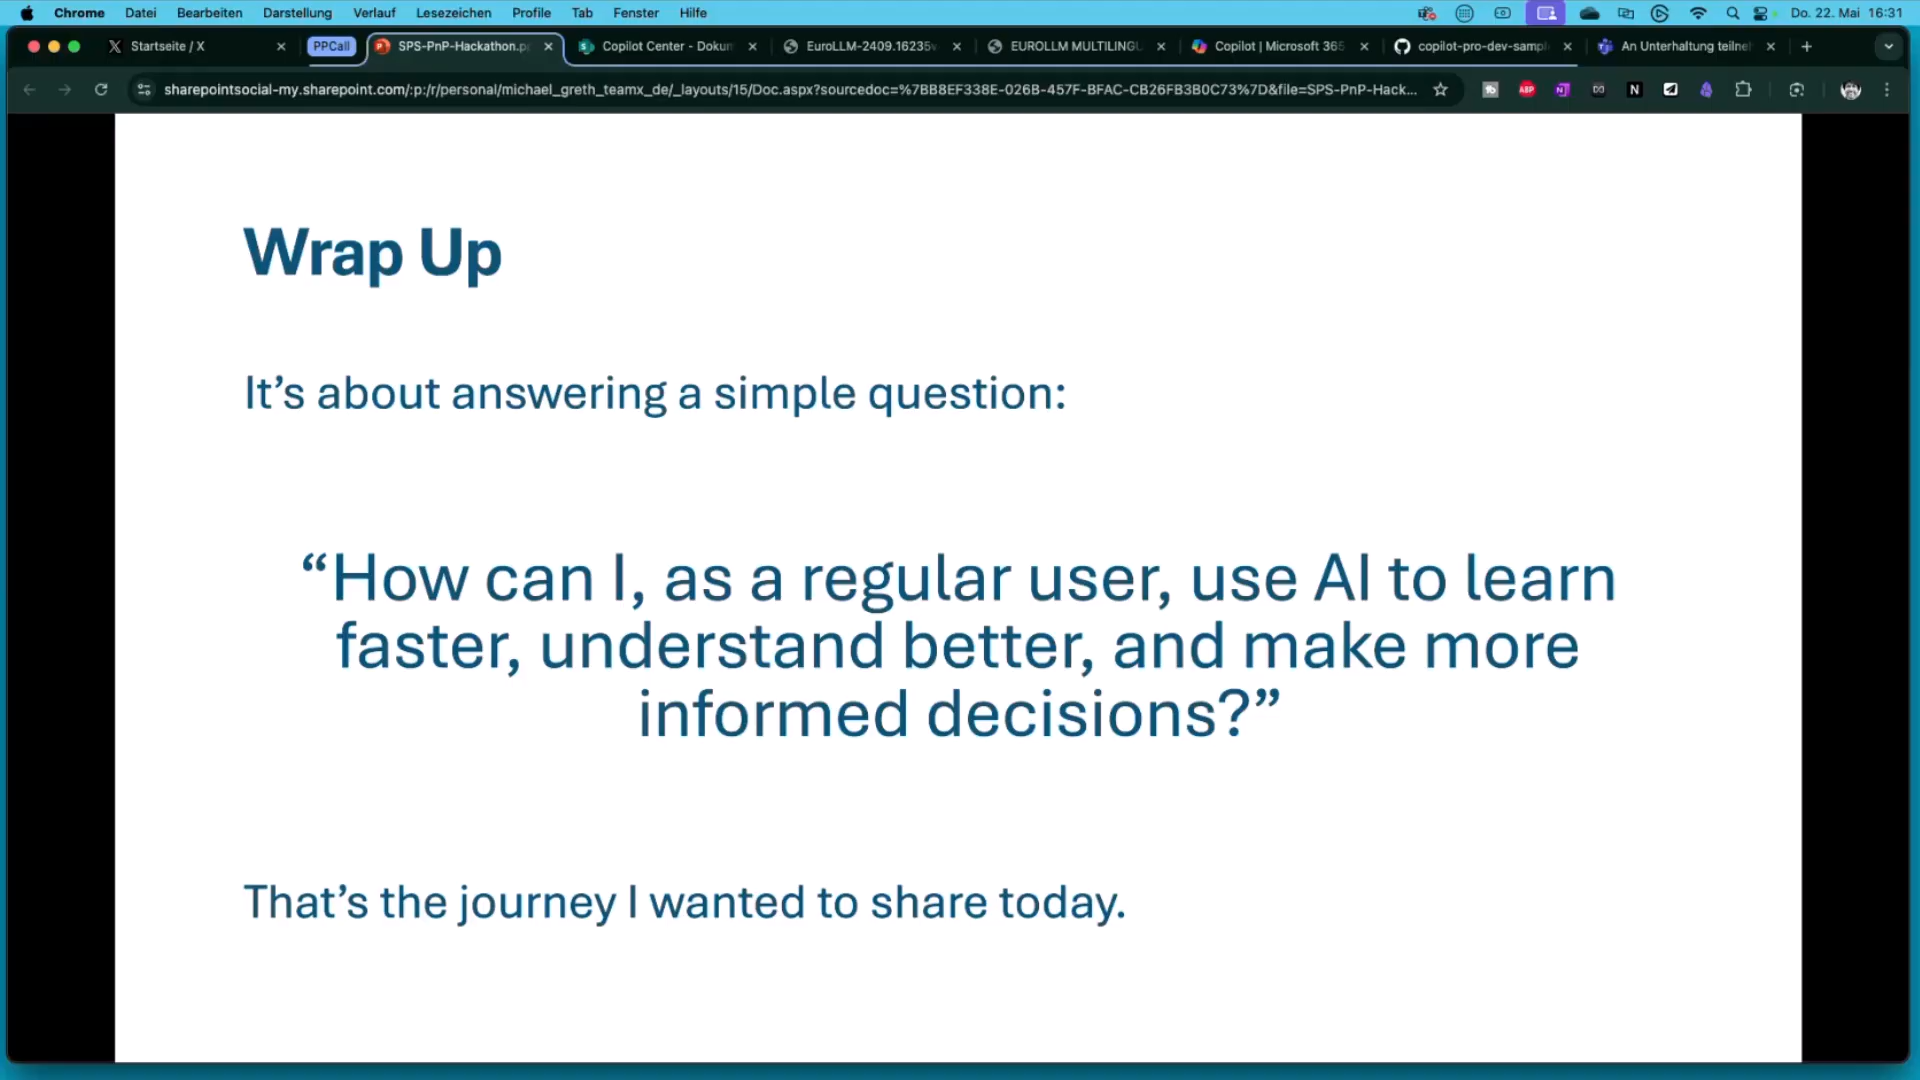 Chrome Datei Bearbeiten Darstellung Verlauf Lesezeichen Profile Tab Fenster Hilfe Do. 22. Mai 16:31
Startseite / X PPCall SPS-PnP-Hackathon.p Copilot Center - Dokum EuroLLM-2409.16235v EUROLLM MULTILINGU Copilot | Microsoft 365 copilot-pro-dev-sampl An Unterhaltung teilne
sharepointsocial-my.sharepoint.com/:p:/r/personal/michael_greth_teamx_de/_layouts/15/Doc.aspx?sourcedoc=%7BB8EF338E-026B-457F-BFAC-CB26FB3B0C73%7D&file=SPS-PnP-Hack... ABP N
Wrap Up
It’s about answering a simple question:
“How can I, as a regular user, use AI to learn
faster, understand better, and make more
informed decisions?”
That’s the journey I wanted to share today.